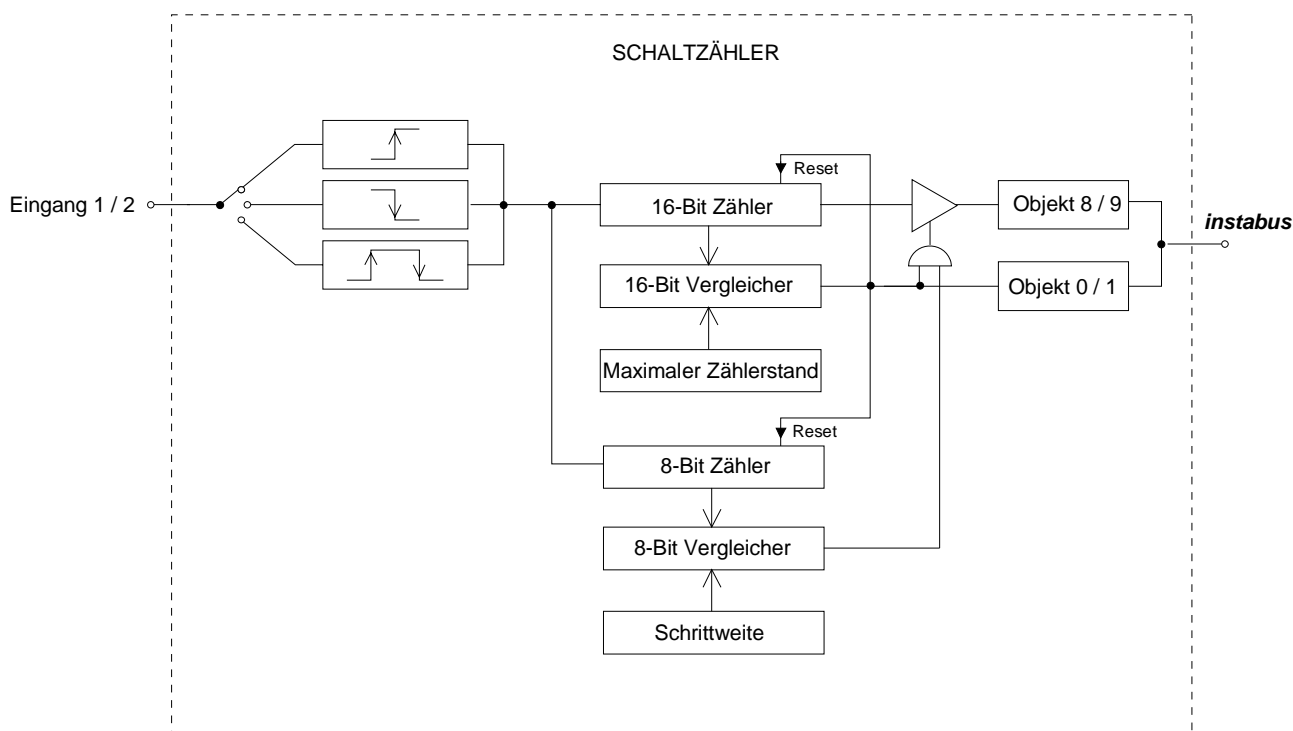 SCHALTZÄHLER
Eingang 1 / 2
Reset
16-Bit Zähler
Objekt 8 / 9
instabus
16-Bit Vergleicher
Objekt 0 / 1
Maximaler Zählerstand
Reset
8-Bit Zähler
8-Bit Vergleicher
Schrittweite